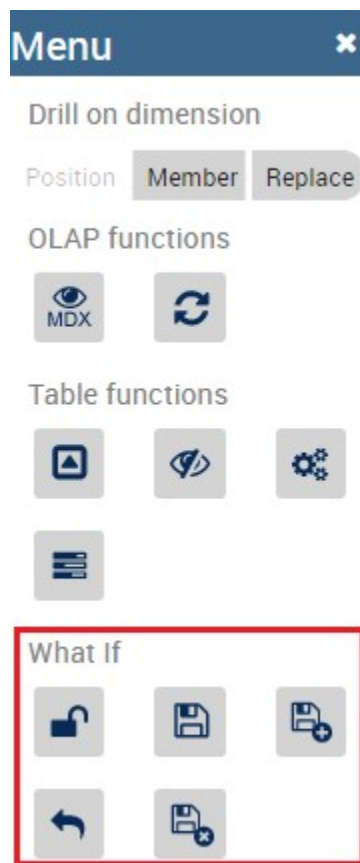 Menu
Drill on dimension
Position Member Replace
OLAP functions
MDX
Table functions
What If